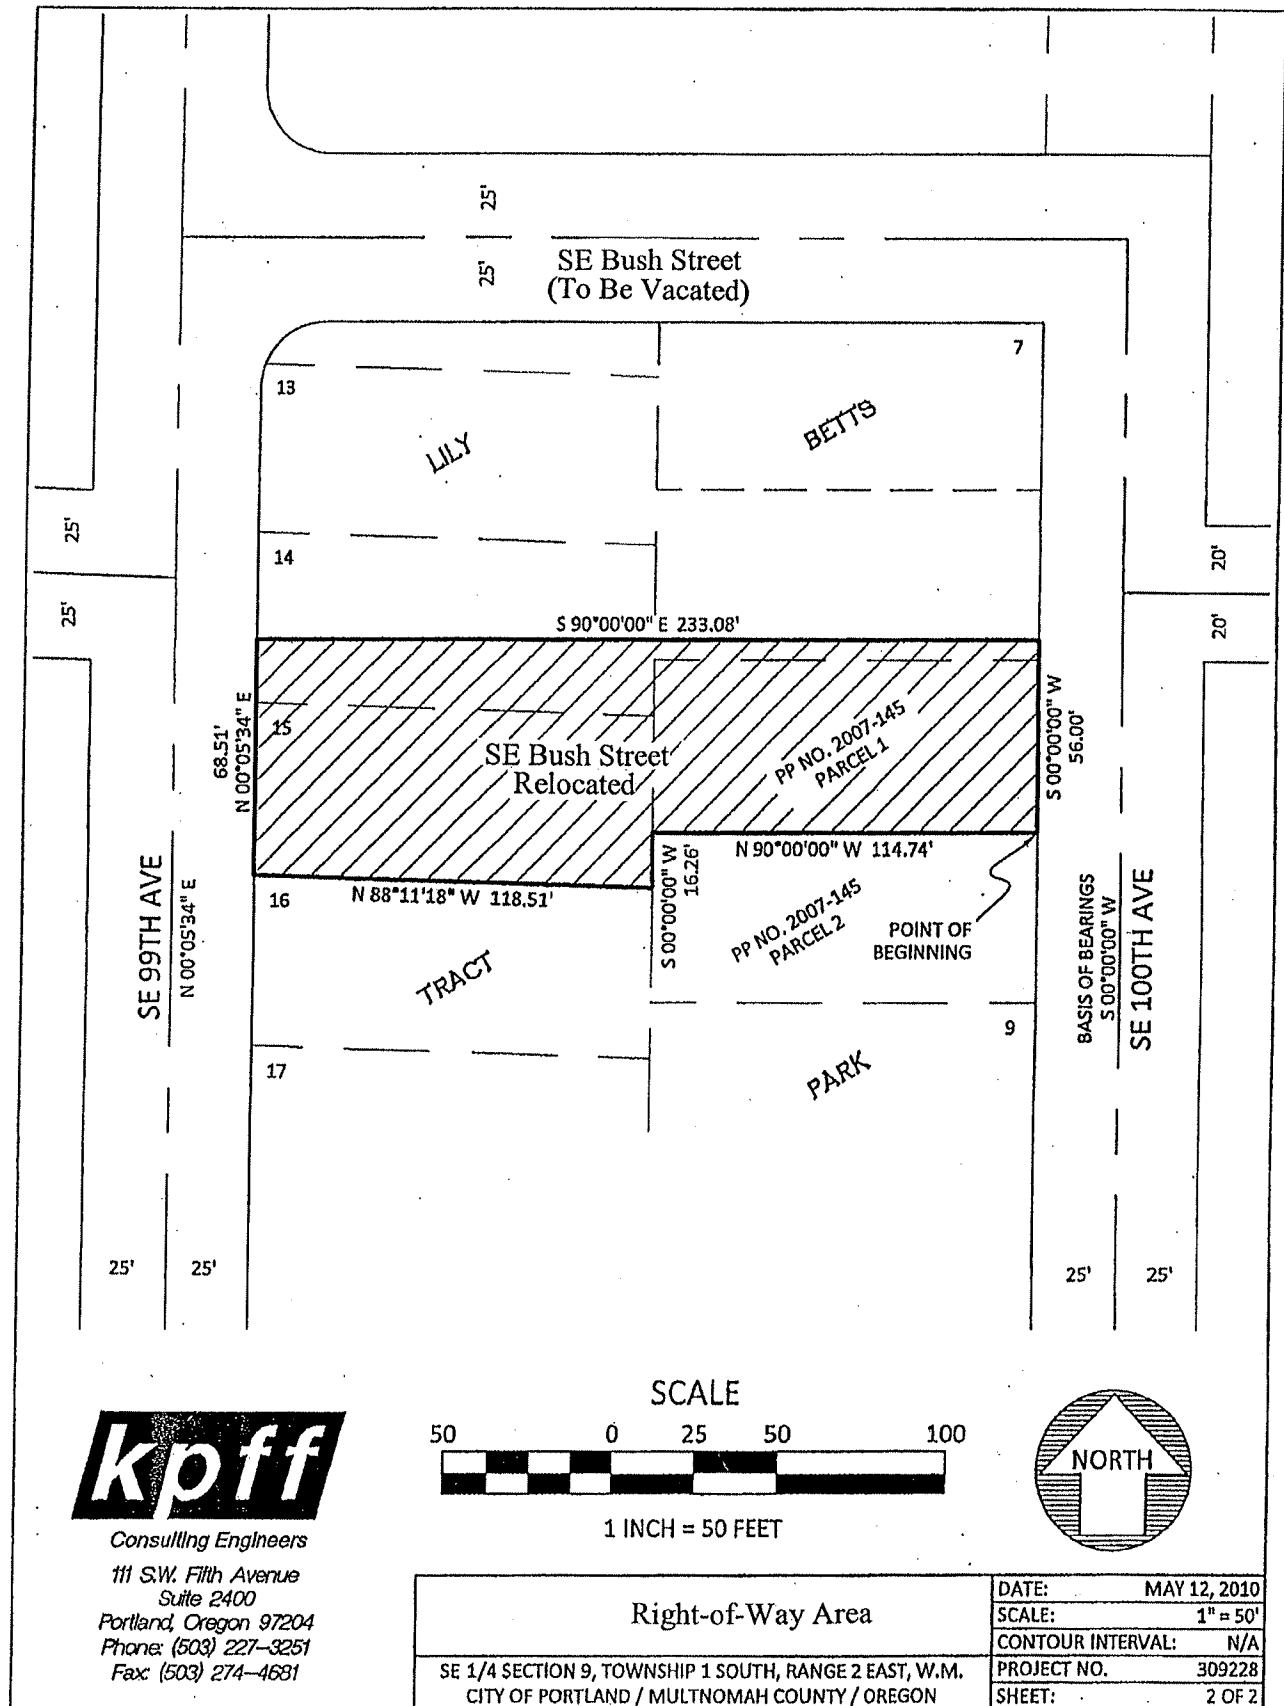 25'
25'
SE Bush Street
(To Be Vacated)
7
13
LILY
BETTS
25'
25'
14
20'
20'
S 90°00'00" E 233.08'
68.51'
N 00°05'34" E
15
SE Bush Street
Relocated
PP NO. 2007-145
PARCEL 1
S 00°00'00" W
56.00'
N 90°00'00" W 114.74'
S 00°00'00" W
16.26'
N 88°11'18" W 118.51'
16
SE 99TH AVE
N 00°05'34" E
PP NO. 2007-145
PARCEL 2
POINT OF
BEGINNING
BASIS OF BEARINGS
S 00°00'00" W
SE 100TH AVE
TRACT
9
17
PARK
25'
25'
25'
25'
SCALE
50 0 25 50 100
1 INCH = 50 FEET
NORTH
kpff
Consulting Engineers
111 S.W. Fifth Avenue
Suite 2400
Portland, Oregon 97204
Phone: (503) 227-3251
Fax: (503) 274-4681
Right-of-Way Area
SE 1/4 SECTION 9, TOWNSHIP 1 SOUTH, RANGE 2 EAST, W.M.
CITY OF PORTLAND / MULTNOMAH COUNTY / OREGON
DATE: MAY 12, 2010
SCALE: 1" = 50'
CONTOUR INTERVAL: N/A
PROJECT NO. 309228
SHEET: 2 OF 2